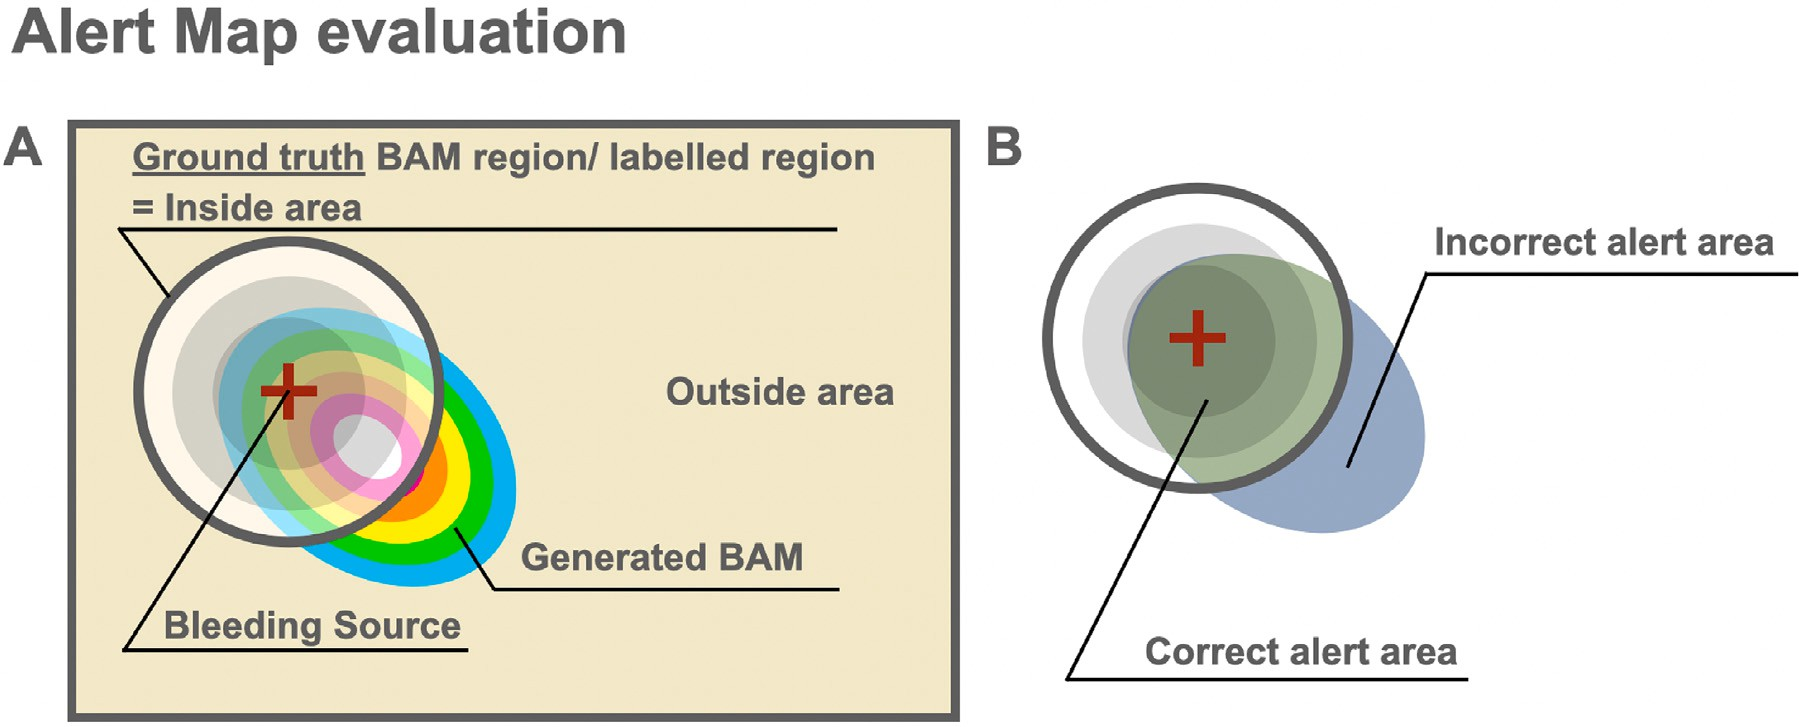 Alert Map evaluation
A
Ground truth BAM region/ labelled region
= Inside area
Outside area
Generated BAM
Bleeding Source
B
Incorrect alert area
Correct alert area